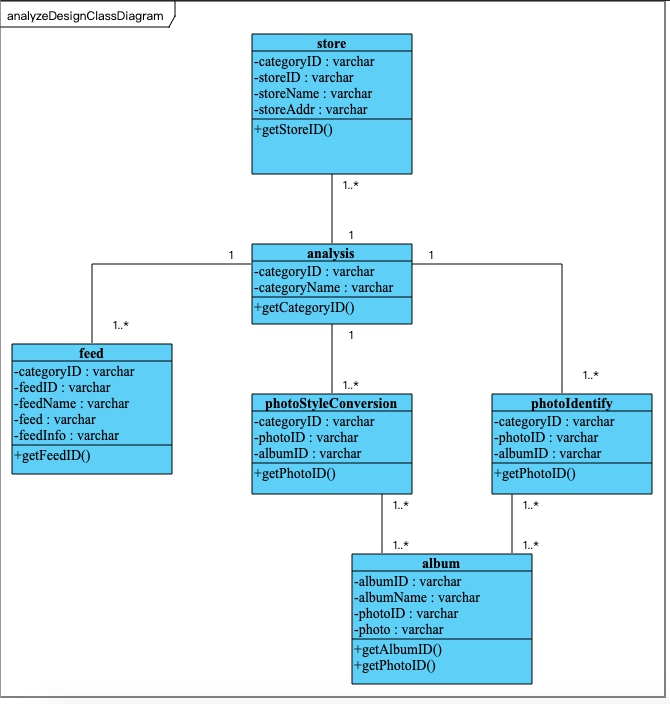 analyzeDesignClassDiagram
store
-categoryID : varchar
-storeID : varchar
-storeName : varchar
-storeAddr : varchar
+getStoreID()
1..*
1
1
1
analysis
-categoryID : varchar
-categoryName : varchar
+getCategoryID()
1..*
1
1..*
1..*
feed
-categoryID : varchar
-feedID : varchar
-feedName : varchar
-feed : varchar
-feedInfo : varchar
+getFeedID()
photoStyleConversion
-categoryID : varchar
-photoID : varchar
-albumID : varchar
+getPhotoID()
photoIdentify
-categoryID : varchar
-photoID : varchar
-albumID : varchar
+getPhotoID()
1..*
1..*
1..*
1..*
album
-albumID : varchar
-albumName : varchar
-photoID : varchar
-photo : varchar
+getAlbumID()
+getPhotoID()